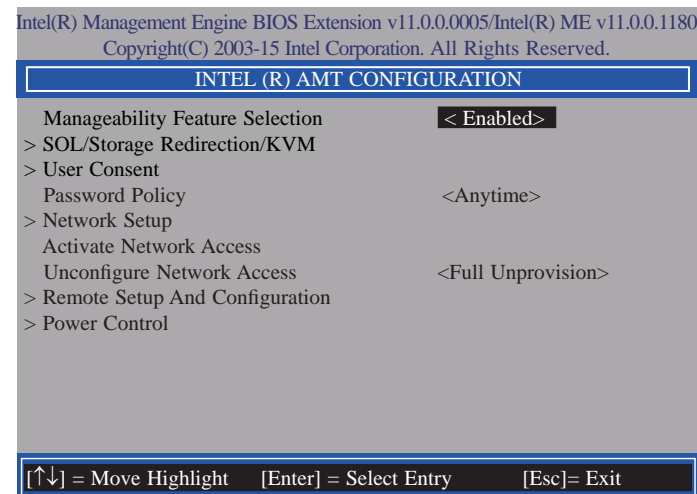 Intel(R) Management Engine BIOS Extension v11.0.0.0005/Intel(R) ME v11.0.0.1180
Copyright(C) 2003-15 Intel Corporation. All Rights Reserved.
INTEL (R) AMT CONFIGURATION
Manageability Feature Selection < Enabled>
> SOL/Storage Redirection/KVM
> User Consent
Password Policy <Anytime>
> Network Setup
Activate Network Access
Unconfigure Network Access <Full Unprovision>
> Remote Setup And Configuration
> Power Control
[↑↓] = Move Highlight [Enter] = Select Entry [Esc]= Exit